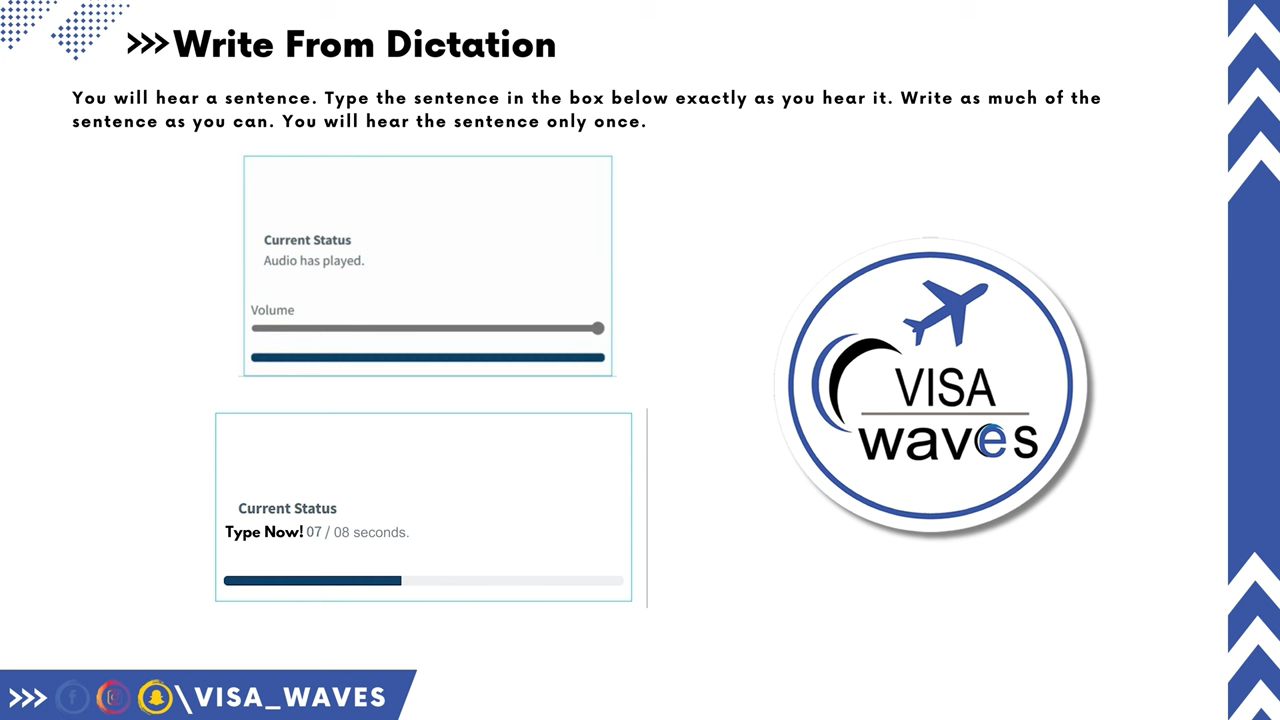 >>>Write From Dictation
You will hear a sentence. Type the sentence in the box below exactly as you hear it. Write as much of the
sentence as you can. You will hear the sentence only once.
Current Status
Audio has played.
Volume
Current Status
Type Now! 07 / 08 seconds.
VISA
waves
>>> \VISA_WAVES